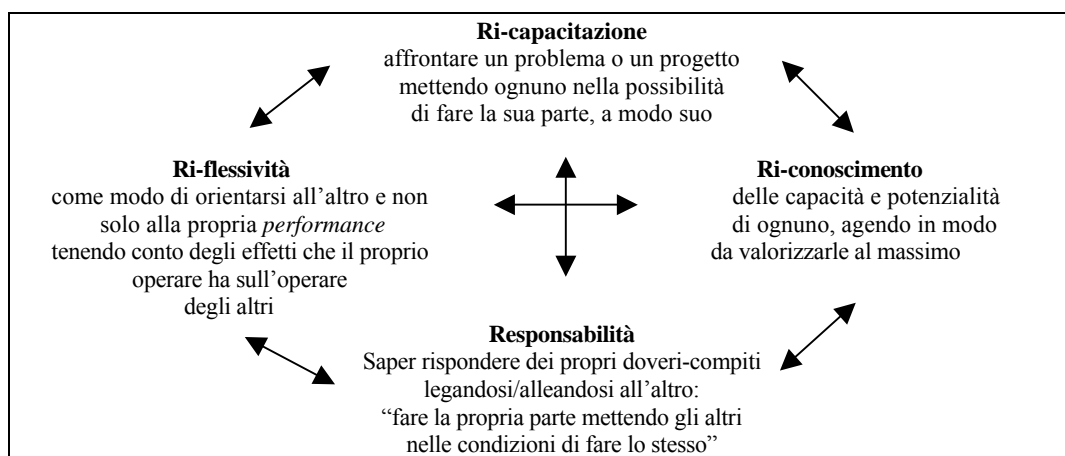 Ri-capacitazione
affrontare un problema o un progetto
mettendo ognuno nella possibilità
di fare la sua parte, a modo suo
Ri-flessività
come modo di orientarsi all’altro e non
solo alla propria performance
tenendo conto degli effetti che il proprio
operare ha sull’operare
degli altri
Ri-conoscimento
delle capacità e potenzialità
di ognuno, agendo in modo
da valorizzarle al massimo
Responsabilità
Saper rispondere dei propri doveri-compiti
legandosi/alleandosi all’altro:
“fare la propria parte mettendo gli altri
nelle condizioni di fare lo stesso”